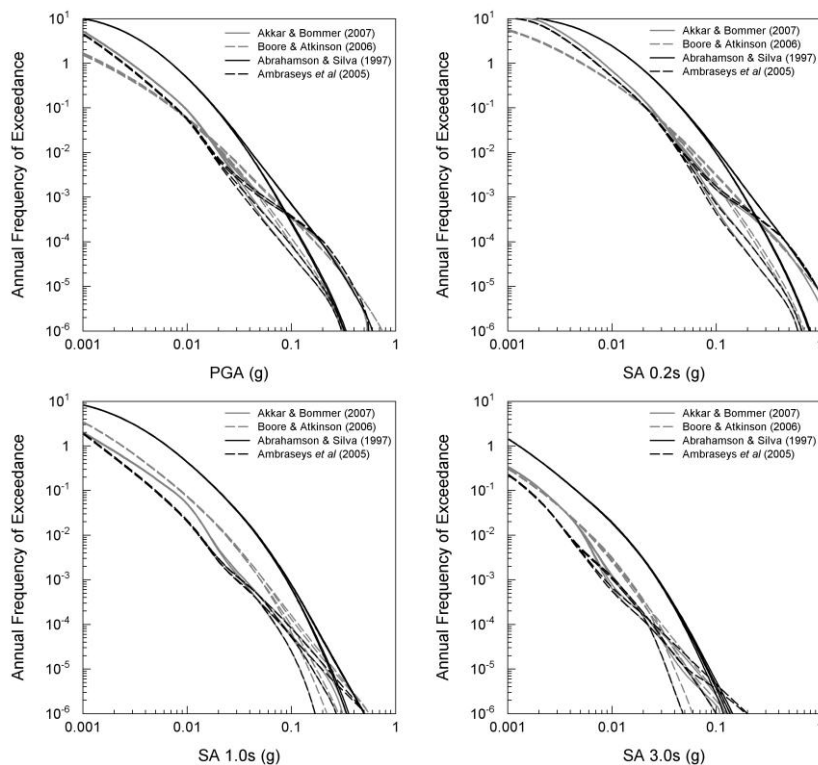 Akkar & Bommer (2007)
Boore & Atkinson (2006)
Abrahamson & Silva (1997)
Ambraseys et al (2005)
10^1
1
10^-1
10^-2
10^-3
10^-4
10^-5
10^-6
Annual Frequency of Exceedance
0.001 0.01 0.1 1
PGA (g)
Akkar & Bommer (2007)
Boore & Atkinson (2006)
Abrahamson & Silva (1997)
Ambraseys et al (2005)
10^1
1
10^-1
10^-2
10^-3
10^-4
10^-5
10^-6
Annual Frequency of Exceedance
0.001 0.01 0.1 1
SA 0.2s (g)
Akkar & Bommer (2007)
Boore & Atkinson (2006)
Abrahamson & Silva (1997)
Ambraseys et al (2005)
10^1
1
10^-1
10^-2
10^-3
10^-4
10^-5
10^-6
Annual Frequency of Exceedance
0.001 0.01 0.1 1
SA 1.0s (g)
Akkar & Bommer (2007)
Boore & Atkinson (2006)
Abrahamson & Silva (1997)
Ambraseys et al (2005)
10^1
1
10^-1
10^-2
10^-3
10^-4
10^-5
10^-6
Annual Frequency of Exceedance
0.001 0.01 0.1 1
SA 3.0s (g)